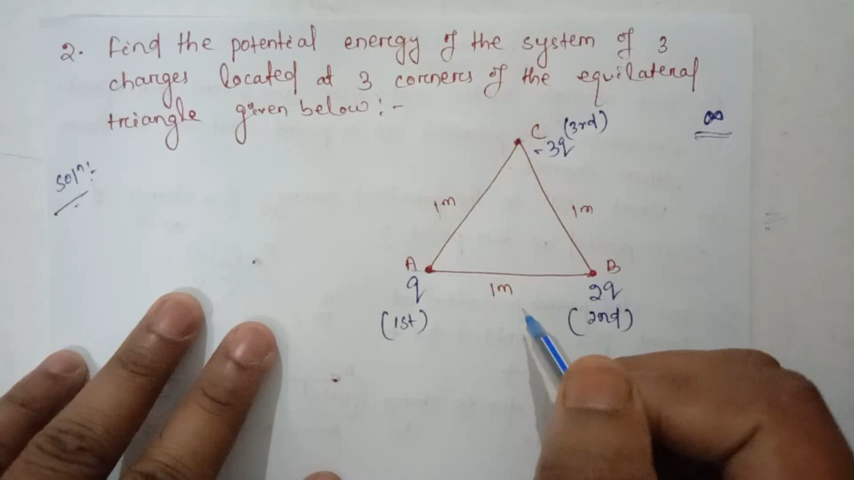 2. Find the potential energy of the system of 3
charges located at 3 corners of the equilateral
triangle given below:-
∞
Solⁿ:-
C (3rd)
-3q
1m
1m
A
B
q
1m
2q
(1st)
(2nd)